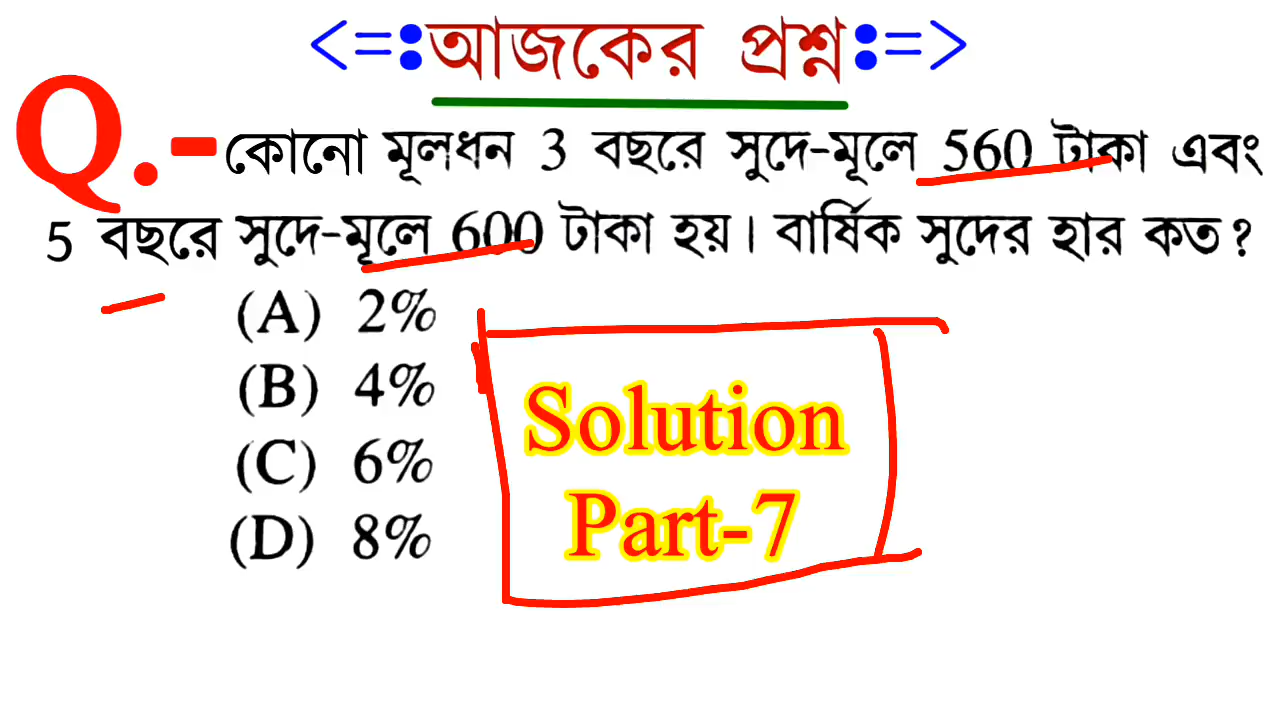 <=:আজকের প্রশ্ন:=>
Q.-কোনো মূলধন 3 বছরে সুদে-মূলে 560 টাকা এবং
5 বছরে সুদে-মূলে 600 টাকা হয়। বার্ষিক সুদের হার কত?
(A) 2%
(B) 4%
(C) 6%
(D) 8%
Solution
Part-7